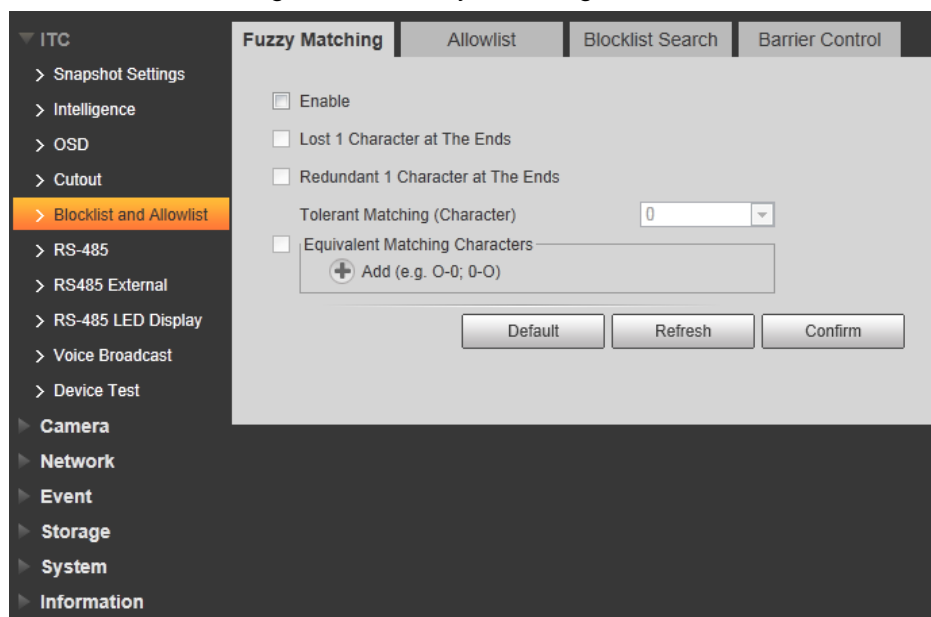 ITC
Snapshot Settings
Intelligence
OSD
Cutout
Blocklist and Allowlist
RS-485
RS485 External
RS-485 LED Display
Voice Broadcast
Device Test
Camera
Network
Event
Storage
System
Information
Fuzzy Matching
Allowlist
Blocklist Search
Barrier Control
Enable
Lost 1 Character at The Ends
Redundant 1 Character at The Ends
Tolerant Matching (Character) 0
Equivalent Matching Characters
Add (e.g. O-0; 0-O)
Default
Refresh
Confirm